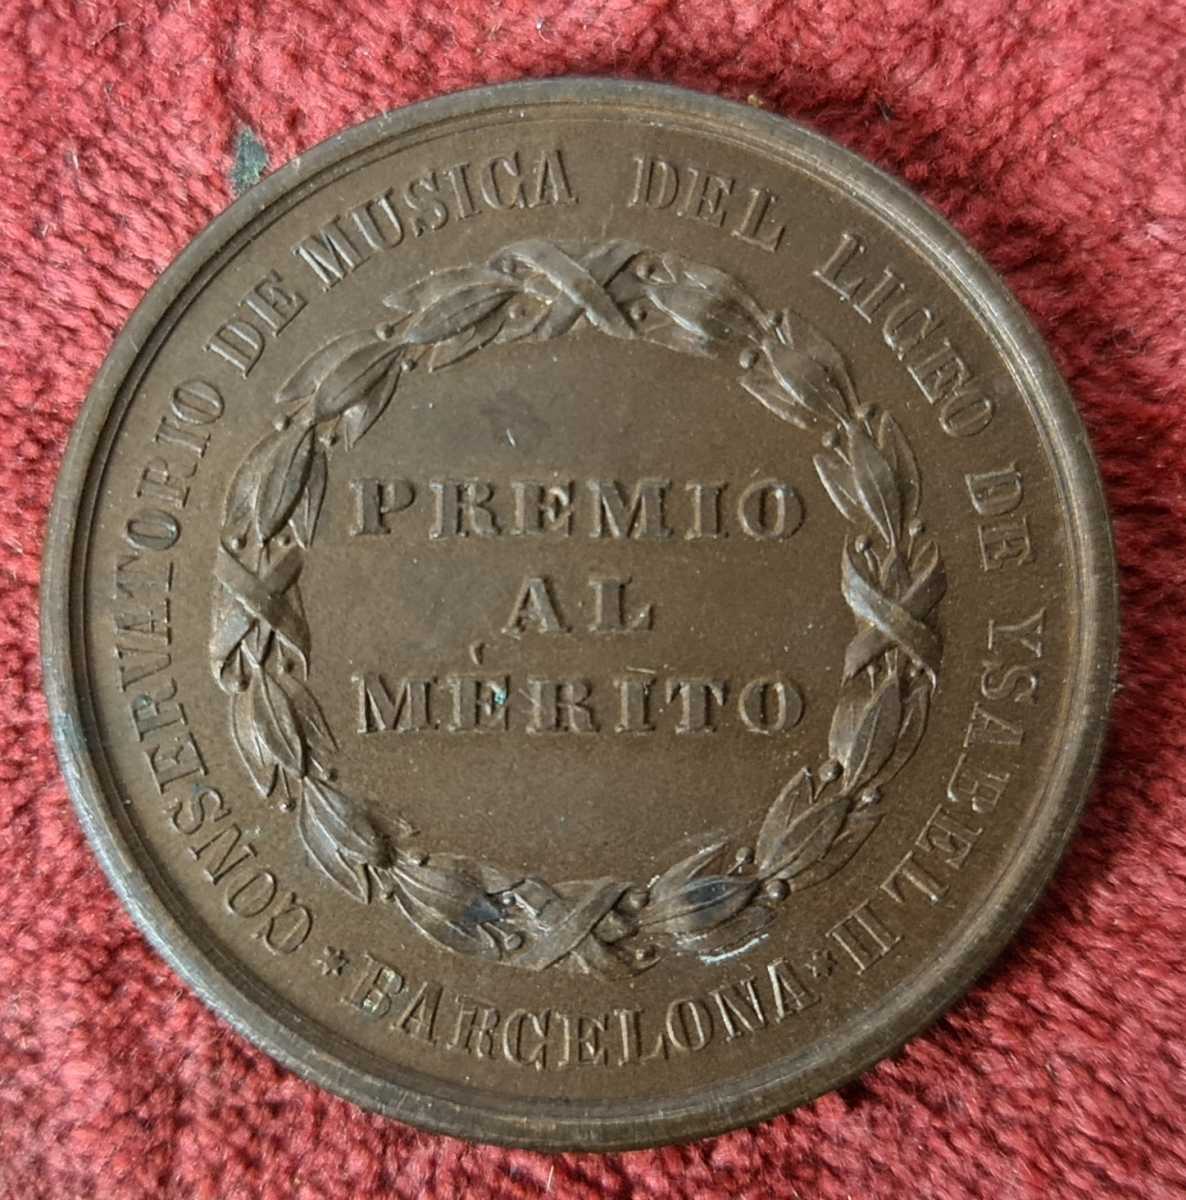 CONSERVATORIO DE MUSICA DEL LICEO DE YSABEL II
* BARCELONA *
PREMIO
AL
MÉRITO